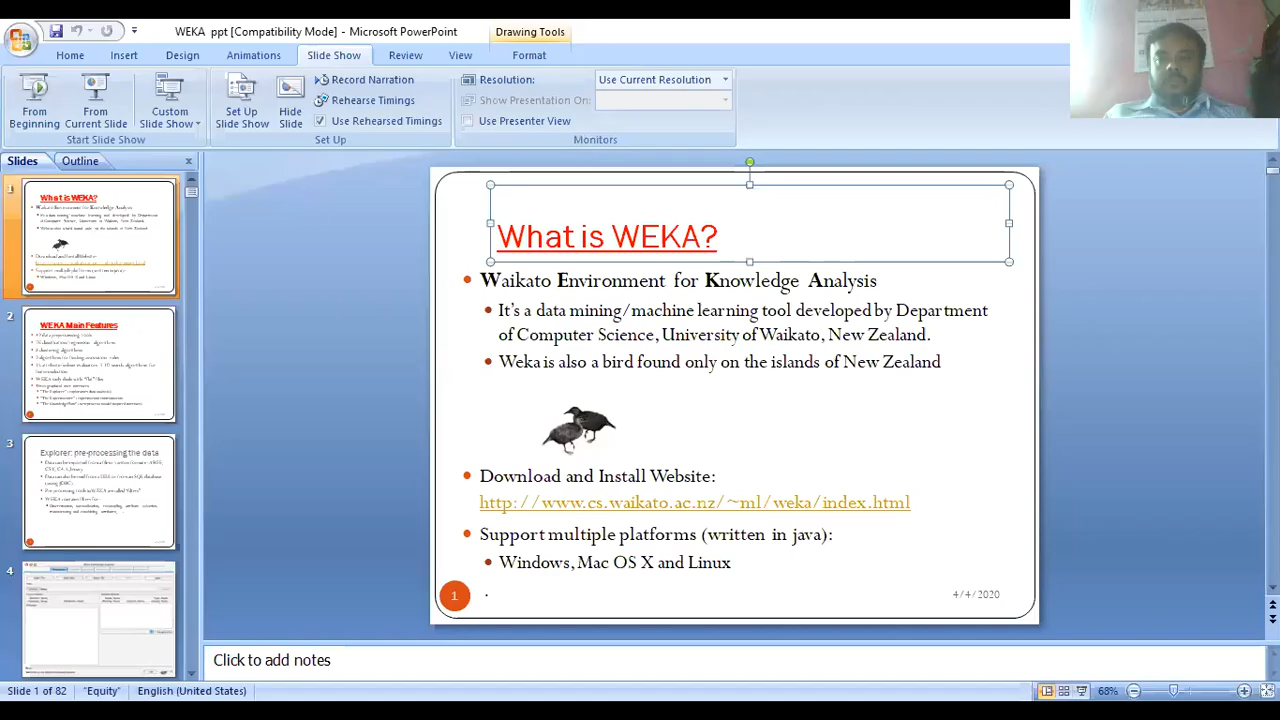 WEKA ppt [Compatibility Mode] - Microsoft PowerPoint
Drawing Tools
Home Insert Design Animations Slide Show Review View Format
From Beginning
From Current Slide
Custom Slide Show
Start Slide Show
Set Up Slide Show
Hide Slide
Record Narration
Rehearse Timings
Use Rehearsed Timings
Set Up
Resolution: Use Current Resolution
Show Presentation On:
Use Presenter View
Monitors
Slides Outline
1
What is WEKA?
2
WEKA Main Features
3
Explorer: pre-processing the data
4
What is WEKA?
Waikato Environment for Knowledge Analysis
It's a data mining/machine learning tool developed by Department
of Computer Science, University of Waikato, New Zealand.
Weka is also a bird found only on the islands of New Zealand
Download and Install Website:
http://www.cs.waikato.ac.nz/~ml/weka/index.html
Support multiple platforms (written in java):
Windows, Mac OS X and Linux
1
4/4/2020
Click to add notes
Slide 1 of 82 "Equity" English (United States) 68%